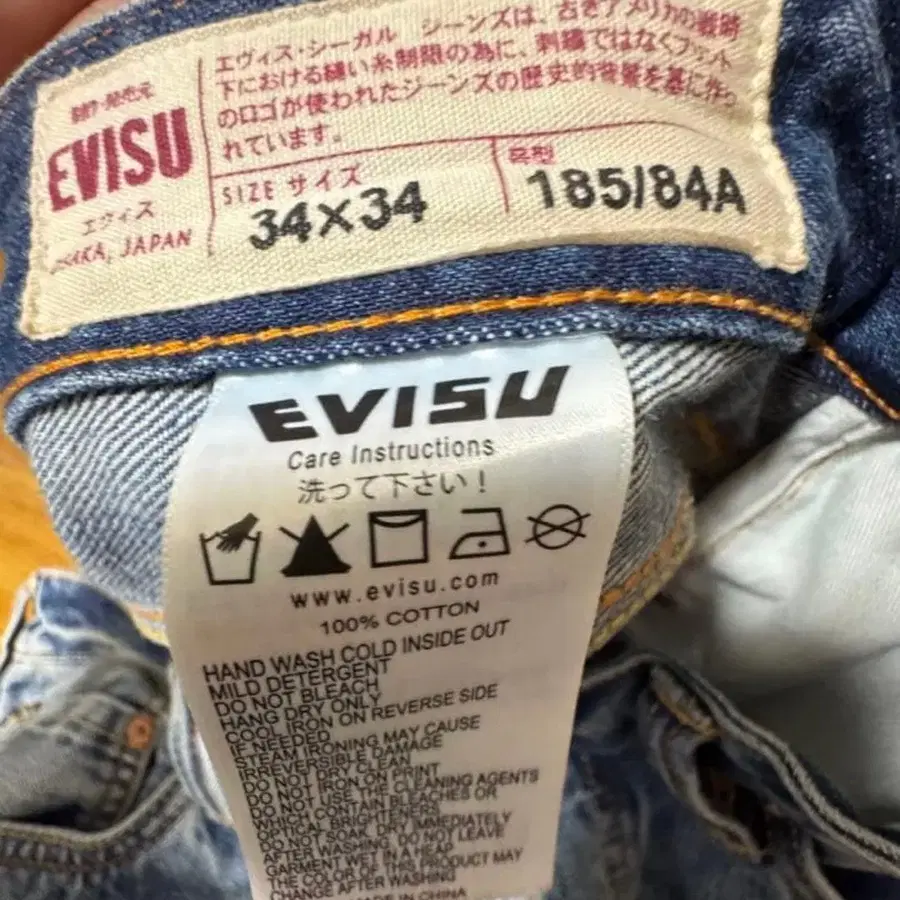 EVISU
エヴィス
OSAKA, JAPAN
エヴィス・シーガル ジーンズは、古きアメリカの戦時
下における縫い糸制限の為に、刺繍ではなくプリント
のロゴが使われたジーンズの歴史的背景を基に作ら
れています。
SIZE サイズ
34×34
号型
185/84A
EVISU
Care Instructions
洗って下さい!
www.evisu.com
100% COTTON
HAND WASH COLD INSIDE OUT
MILD DETERGENT
DO NOT BLEACH
HANG DRY ONLY
COOL IRON ON REVERSE SIDE
IF NEEDED
STEAM IRONING MAY CAUSE
IRREVERSIBLE DAMAGE
DO NOT DRY CLEAN
DO NOT IRON ON PRINT
DO NOT USE THE CLEANING AGENTS
WHICH CONTAIN BLEACHES OR
OPTICAL BRIGHTENERS
DO NOT SOAK, DRY IMMEDIATELY
AFTER WASHING, DO NOT LEAVE
GARMENT WET IN A HEAP
THE COLOR OF THIS PRODUCT MAY
CHANGE AFTER WASHING
MADE IN CHINA